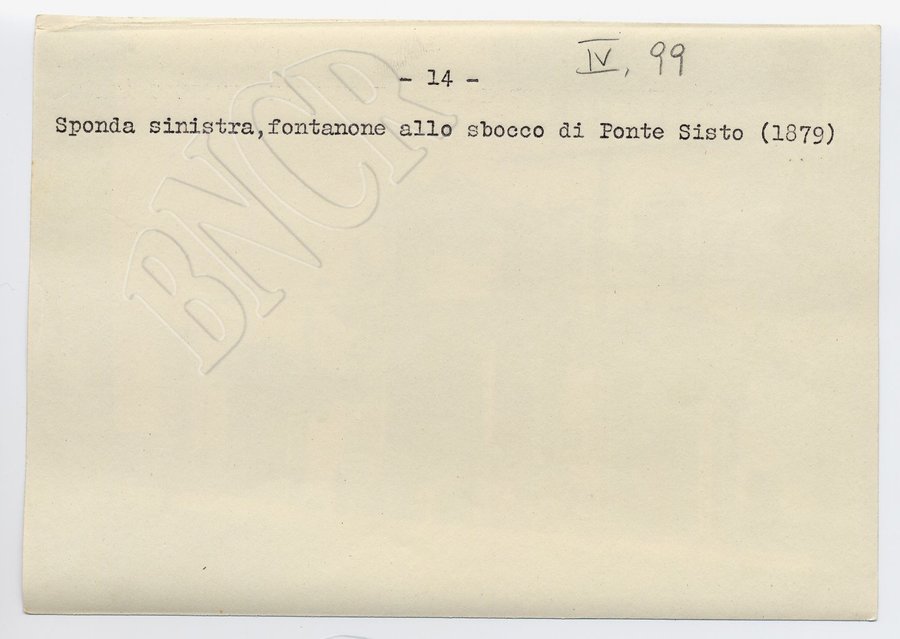 IV, 99
- 14 -
Sponda sinistra,fontanone allo sbocco di Ponte Sisto (1879)
BNCR